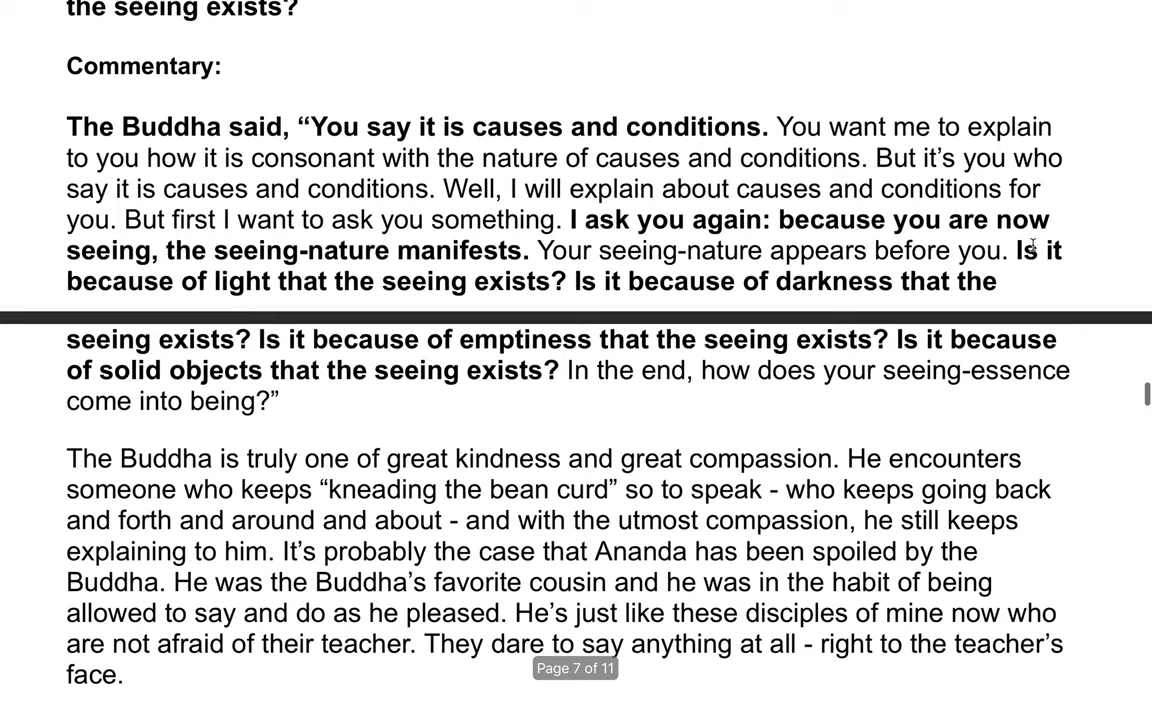 the seeing exists?
Commentary:
The Buddha said, “You say it is causes and conditions. You want me to explain
to you how it is consonant with the nature of causes and conditions. But it’s you who
say it is causes and conditions. Well, I will explain about causes and conditions for
you. But first I want to ask you something. I ask you again: because you are now
seeing, the seeing-nature manifests. Your seeing-nature appears before you. Is it
because of light that the seeing exists? Is it because of darkness that the
seeing exists? Is it because of emptiness that the seeing exists? Is it because
of solid objects that the seeing exists? In the end, how does your seeing-essence
come into being?”
The Buddha is truly one of great kindness and great compassion. He encounters
someone who keeps “kneading the bean curd” so to speak - who keeps going back
and forth and around and about - and with the utmost compassion, he still keeps
explaining to him. It’s probably the case that Ananda has been spoiled by the
Buddha. He was the Buddha’s favorite cousin and he was in the habit of being
allowed to say and do as he pleased. He’s just like these disciples of mine now who
are not afraid of their teacher. They dare to say anything at all - right to the teacher’s
face.
Page 7 of 11